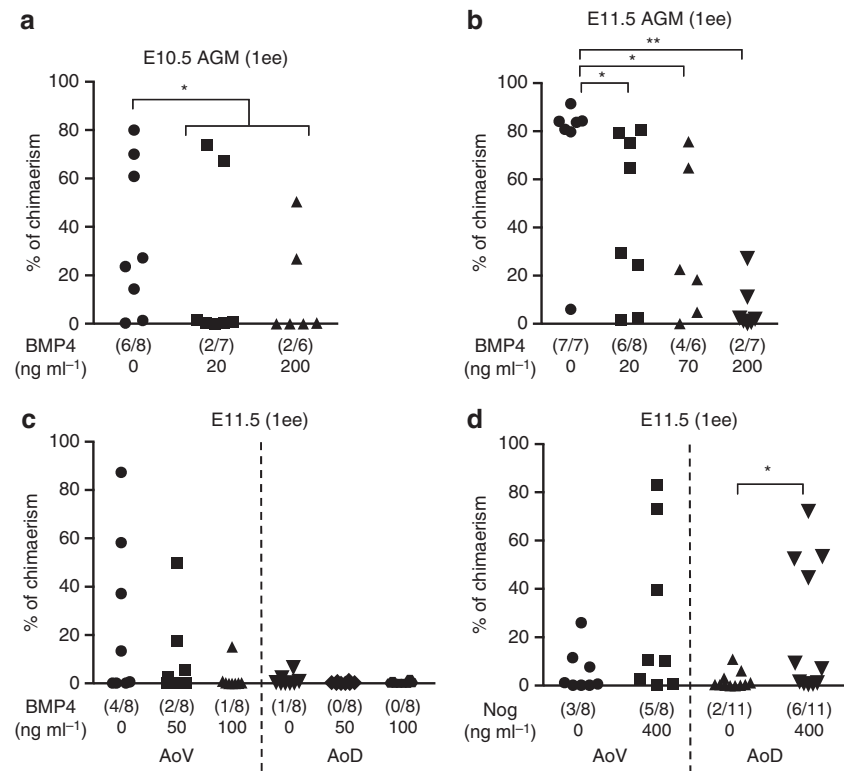 a
E10.5 AGM (1ee)
% of chimaerism
100
80
60
40
20
0
*
BMP4 (6/8) (2/7) (2/6)
(ng ml–1) 0 20 200
b
E11.5 AGM (1ee)
% of chimaerism
100
80
60
40
20
0
**
*
*
BMP4 (7/7) (6/8) (4/6) (2/7)
(ng ml–1) 0 20 70 200
c
E11.5 (1ee)
% of chimaerism
100
80
60
40
20
0
BMP4 (4/8) (2/8) (1/8) (1/8) (0/8) (0/8)
(ng ml–1) 0 50 100 0 50 100
AoV AoD
d
E11.5 (1ee)
% of chimaerism
100
80
60
40
20
0
*
Nog (3/8) (5/8) (2/11) (6/11)
(ng ml–1) 0 400 0 400
AoV AoD